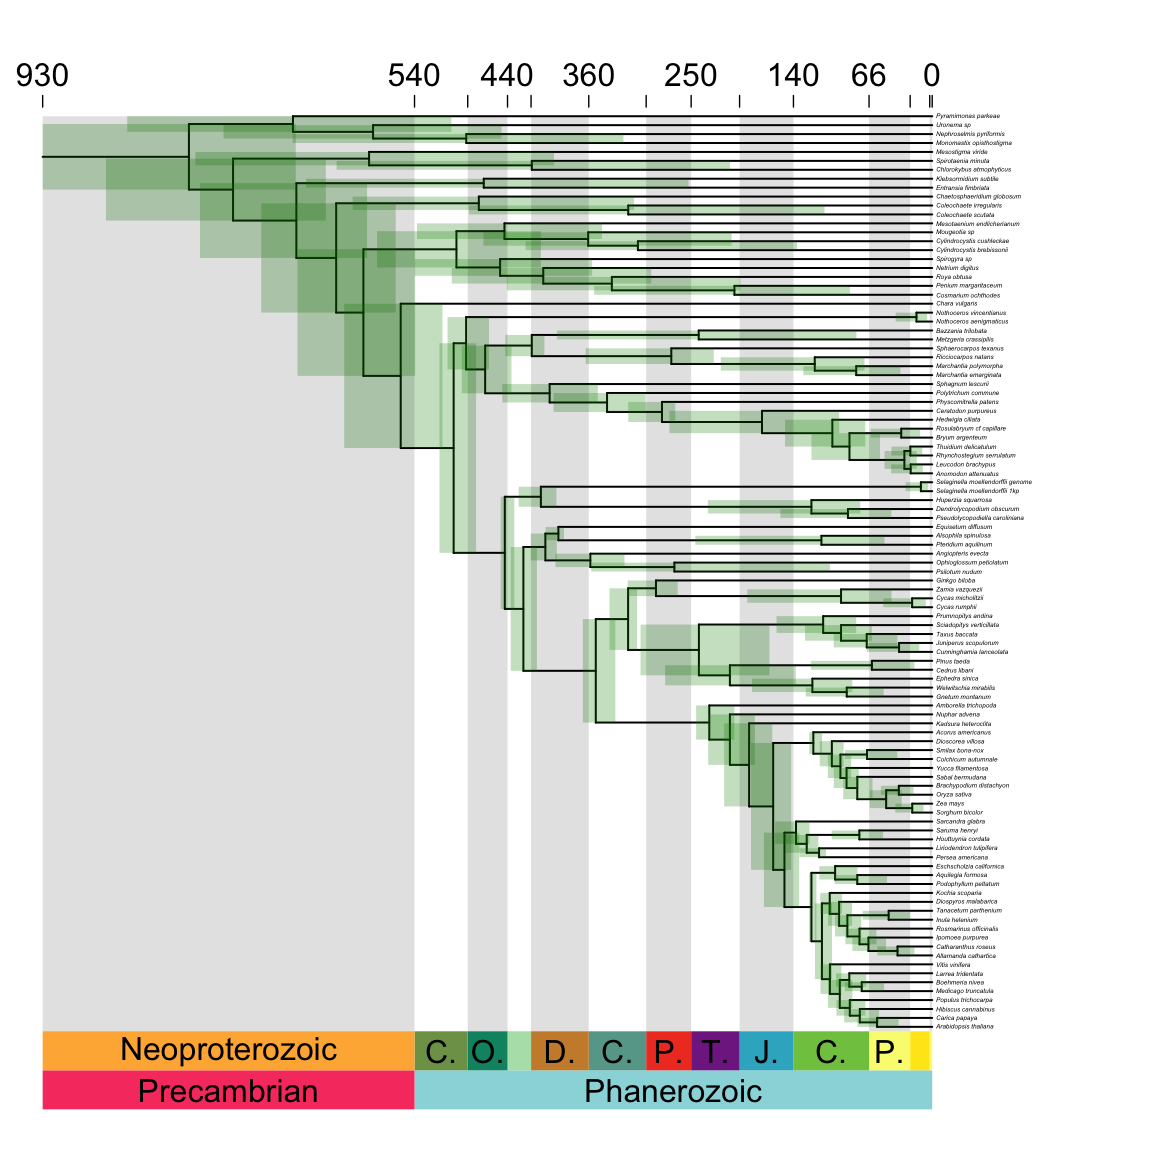 930 540 440 360 250 140 66 0
Pyramimonas parkeae
Uronema sp
Nephroselmis pyriformis
Monomastix opisthostigma
Mesostigma viride
Spirotaenia minuta
Chlorokybus atmophyticus
Klebsormidium subtile
Entransia fimbriata
Chaetosphaeridium globosum
Coleochaete irregularis
Coleochaete scutata
Mesotaenium endlicherianum
Mougeotia sp
Cylindrocystis cushleckae
Cylindrocystis brebissonii
Spirogyra sp
Netrium digitus
Roya obtusa
Penium margaritaceum
Cosmarium ochthodes
Chara vulgaris
Nothoceros vincentianus
Nothoceros aenigmaticus
Bazzania trilobata
Metzgeria crassipilis
Sphaerocarpos texanus
Ricciocarpos natans
Marchantia polymorpha
Marchantia emarginata
Sphagnum lescurii
Polytrichum commune
Physcomitrella patens
Ceratodon purpureus
Hedwigia ciliata
Rosulabryum cf capillare
Bryum argenteum
Thuidium delicatulum
Rhynchostegium serrulatum
Leucodon brachypus
Anomodon attenuatus
Selaginella moellendorffii genome
Selaginella moellendorffii 1kp
Huperzia squarrosa
Dendrolycopodium obscurum
Pseudolycopodiella caroliniana
Equisetum diffusum
Alsophila spinulosa
Pteridium aquilinum
Angiopteris evecta
Ophioglossum petiolatum
Psilotum nudum
Ginkgo biloba
Zamia vazquezii
Cycas micholitzii
Cycas rumphii
Prumnopitys andina
Sciadopitys verticillata
Taxus baccata
Juniperus scopulorum
Cunninghamia lanceolata
Pinus taeda
Cedrus libani
Ephedra sinica
Welwitschia mirabilis
Gnetum montanum
Amborella trichopoda
Nuphar advena
Kadsura heteroclita
Acorus americanus
Dioscorea villosa
Smilax bona-nox
Colchicum autumnale
Yucca filamentosa
Sabal bermudana
Brachypodium distachyon
Oryza sativa
Zea mays
Sorghum bicolor
Sarcandra glabra
Saruma henryi
Houttuynia cordata
Liriodendron tulipifera
Persea americana
Eschscholzia californica
Aquilegia formosa
Podophyllum peltatum
Kochia scoparia
Diospyros malabarica
Tanacetum parthenium
Inula helenium
Rosmarinus officinalis
Ipomoea purpurea
Catharanthus roseus
Allamanda cathartica
Vitis vinifera
Larrea tridentata
Boehmeria nivea
Medicago truncatula
Populus trichocarpa
Hibiscus cannabinus
Carica papaya
Arabidopsis thaliana
Neoproterozoic C. O. D. C. P. T. J. C. P.
Precambrian Phanerozoic